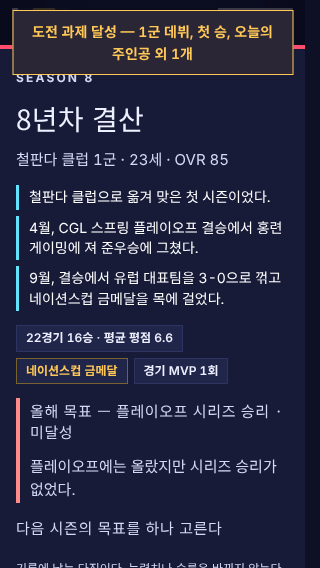 도전 과제 달성 — 1군 데뷔, 첫 승, 오늘의
주인공 외 1개
SEASON 8
8년차 결산
철판다 클럽 1군 · 23세 · OVR 85
철판다 클럽으로 옮겨 맞은 첫 시즌이었다.
4월, CGL 스프링 플레이오프 결승에서 홍련
게이밍에 져 준우승에 그쳤다.
9월, 결승에서 유럽 대표팀을 3-0으로 꺾고
네이션스컵 금메달을 목에 걸었다.
22경기 16승 · 평균 평점 6.6
네이션스컵 금메달
경기 MVP 1회
올해 목표 — 플레이오프 시리즈 승리 ·
미달성
플레이오프에는 올랐지만 시리즈 승리가
없었다.
다음 시즌의 목표를 하나 고른다